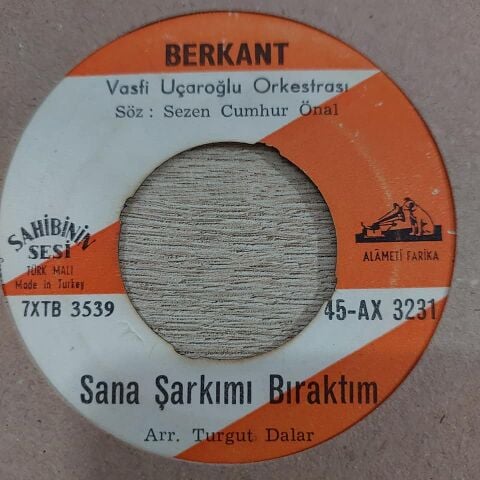 BERKANT
Vasfi Uçaroğlu Orkestrası
Söz : Sezen Cumhur Önal
SAHİBİNİN
SESİ
TÜRK MALI
Made in Turkey
ALÂMETİ FARİKA
7XTB 3539
45-AX 3231
Sana Şarkımı Bıraktım
Arr. Turgut Dalar